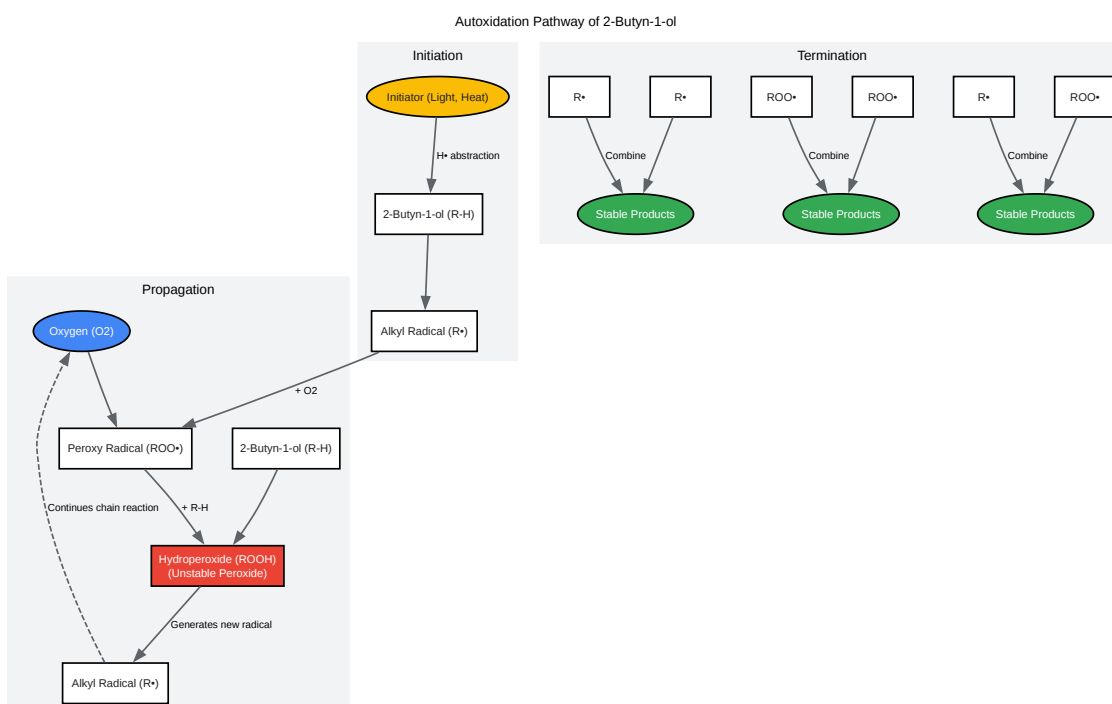 Autoxidation Pathway of 2-Butyn-1-ol
Initiation
Initiator (Light, Heat)
H• abstraction
2-Butyn-1-ol (R-H)
Alkyl Radical (R•)
Termination
R•
R•
ROO•
ROO•
R•
ROO•
Combine
Combine
Combine
Stable Products
Stable Products
Stable Products
Propagation
Oxygen (O2)
+ O2
Peroxy Radical (ROO•)
2-Butyn-1-ol (R-H)
Continues chain reaction
+ R-H
Hydroperoxide (ROOH)
(Unstable Peroxide)
Generates new radical
Alkyl Radical (R•)